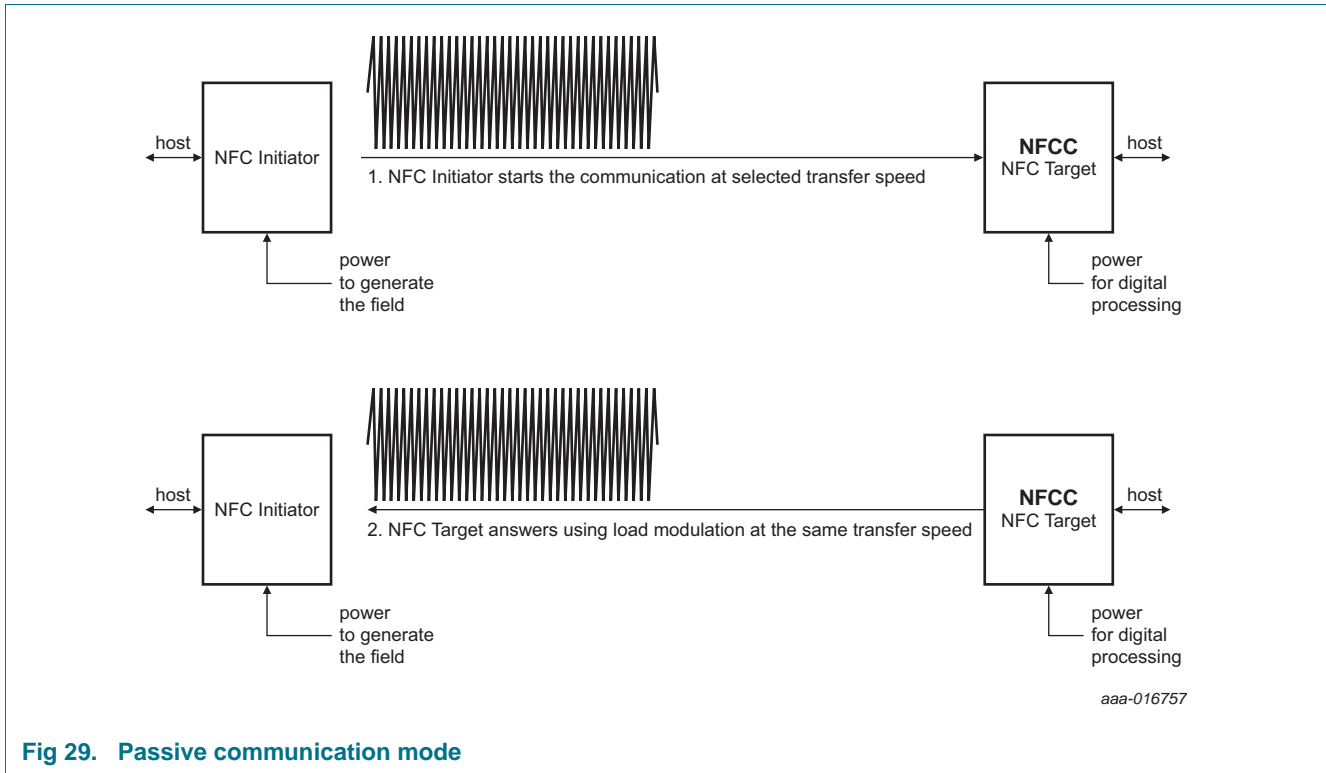 host
NFC Initiator
1. NFC Initiator starts the communication at selected transfer speed
NFCC
NFC Target
host
power
to generate
the field
power
for digital
processing
host
NFC Initiator
2. NFC Target answers using load modulation at the same transfer speed
NFCC
NFC Target
host
power
to generate
the field
power
for digital
processing
aaa-016757
Fig 29. Passive communication mode